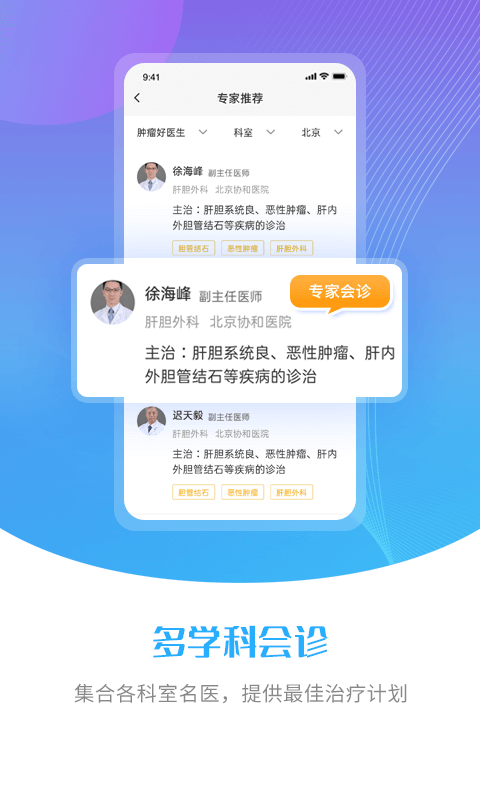 9:41
专家推荐
肿瘤好医生 科室 北京
徐海峰 副主任医师
肝胆外科 北京协和医院
主治：肝胆系统良、恶性肿瘤、肝内
外胆管结石等疾病的诊治
胆管结石 恶性肿瘤 肝胆外科
徐海峰 副主任医师 专家会诊
肝胆外科 北京协和医院
主治：肝胆系统良、恶性肿瘤、肝内
外胆管结石等疾病的诊治
迟天毅 副主任医师
肝胆外科 北京协和医院
主治：肝胆系统良、恶性肿瘤、肝内
外胆管结石等疾病的诊治
胆管结石 恶性肿瘤 肝胆外科
多学科会诊
集合各科室名医，提供最佳治疗计划